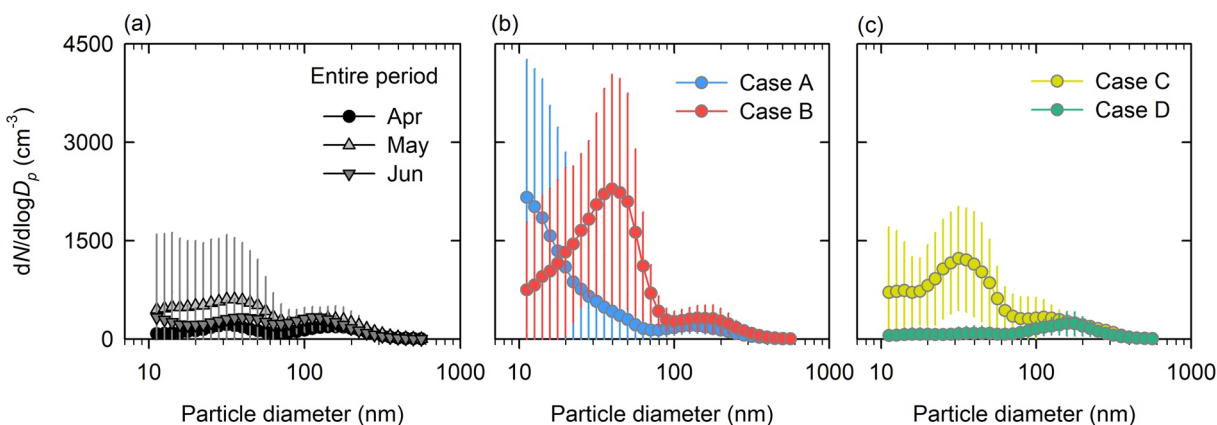 (a)
(b)
(c)
4500
3000
1500
0
dN/dlogDp (cm-3)
Entire period
Apr
May
Jun
Case A
Case B
Case C
Case D
10 100 1000
10 100 1000
10 100 1000
Particle diameter (nm)
Particle diameter (nm)
Particle diameter (nm)